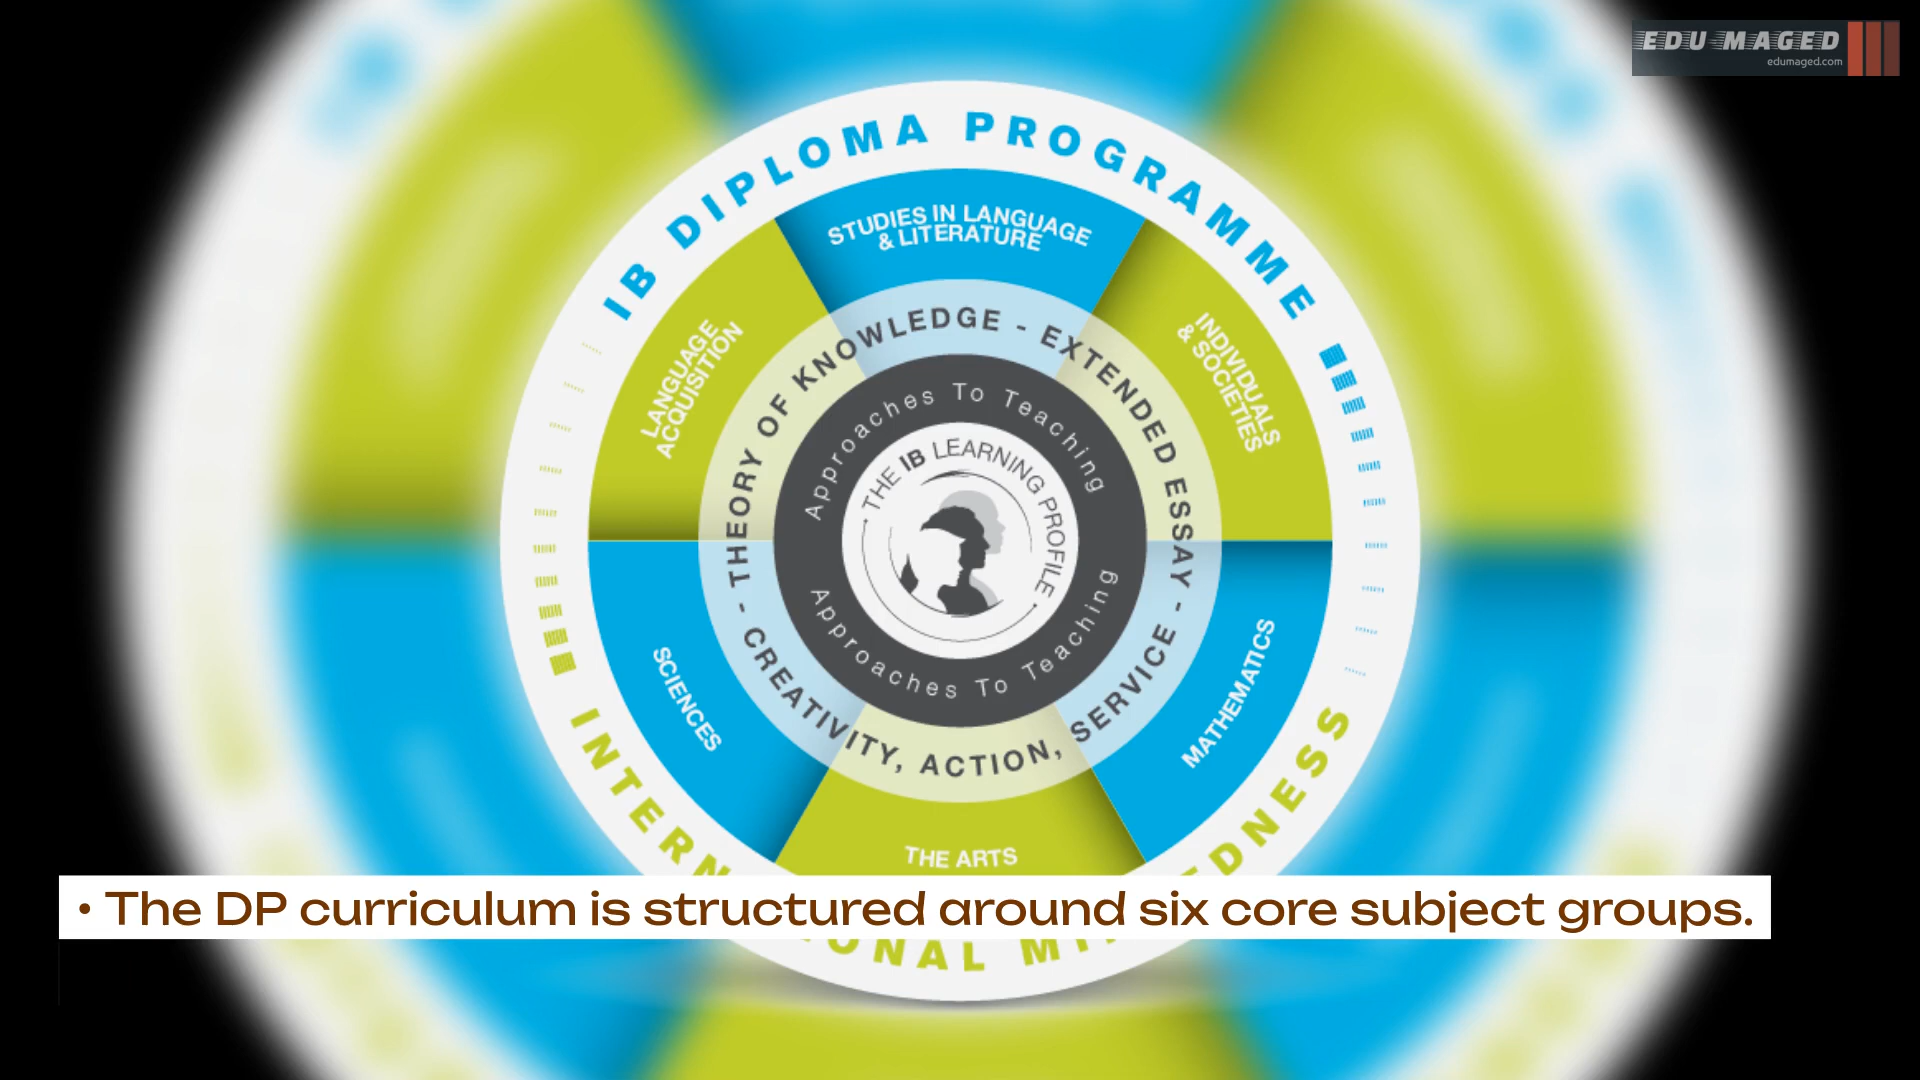 EDU MAGED
edumaged.com
IB DIPLOMA PROGRAMME
STUDIES IN LANGUAGE
& LITERATURE
LANGUAGE
ACQUISITION
INDIVIDUALS
& SOCIETIES
THEORY OF KNOWLEDGE - EXTENDED ESSAY -
Approaches To Teaching
THE IB LEARNING PROFILE
Approaches To Teaching
CREATIVITY, ACTION, SERVICE -
SCIENCES
MATHEMATICS
THE ARTS
• The DP curriculum is structured around six core subject groups.